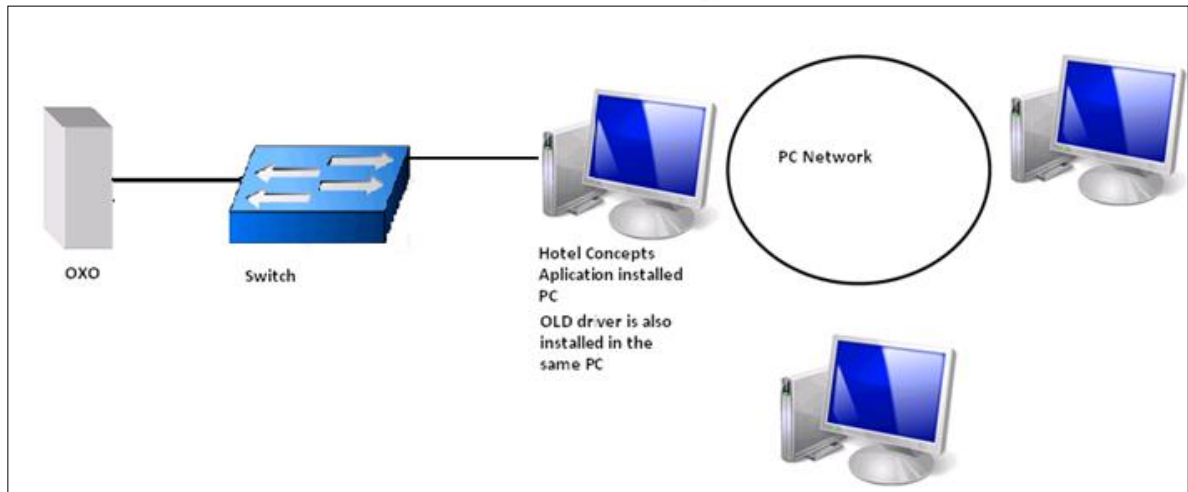 PC Network
OXO
Switch
Hotel Concepts
Aplication installed
PC
OLD driver is also
installed in the
same PC